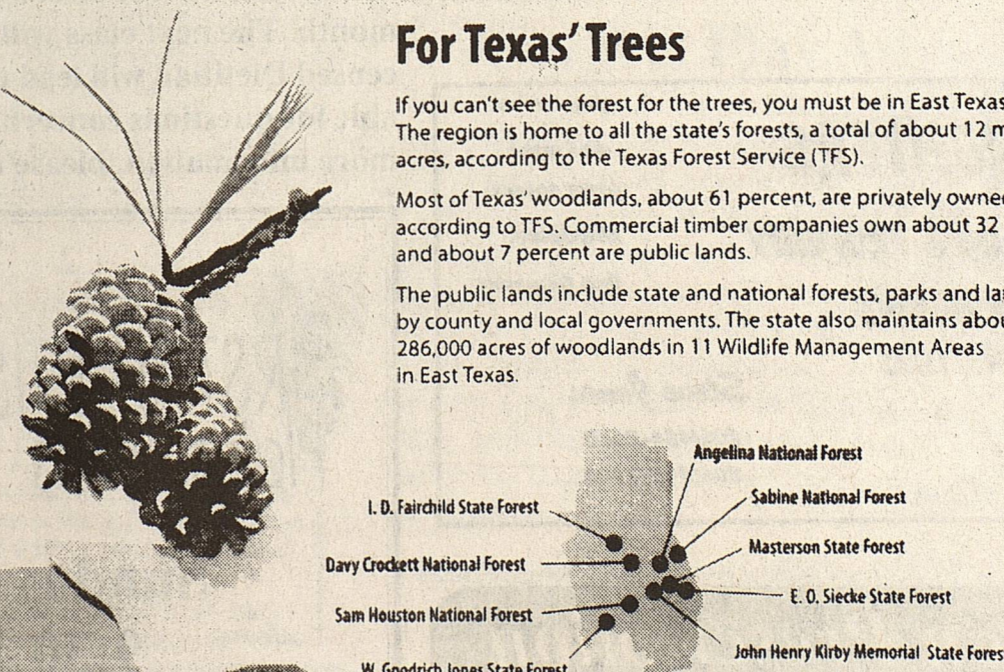 For Texas' Trees
If you can't see the forest for the trees, you must be in East Texas
The region is home to all the state's forests, a total of about 12 m
acres, according to the Texas Forest Service (TFS).
Most of Texas' woodlands, about 61 percent, are privately owne
according to TFS. Commercial timber companies own about 32
and about 7 percent are public lands.
The public lands include state and national forests, parks and la
by county and local governments. The state also maintains abou
286,000 acres of woodlands in 11 Wildlife Management Areas
in East Texas.
Angelina National Forest
Sabine National Forest
I. D. Fairchild State Forest
Masterson State Forest
Davy Crockett National Forest
E. O. Siecke State Forest
Sam Houston National Forest
John Henry Kirby Memorial State Fores
W. Goodrich Jones State Forest